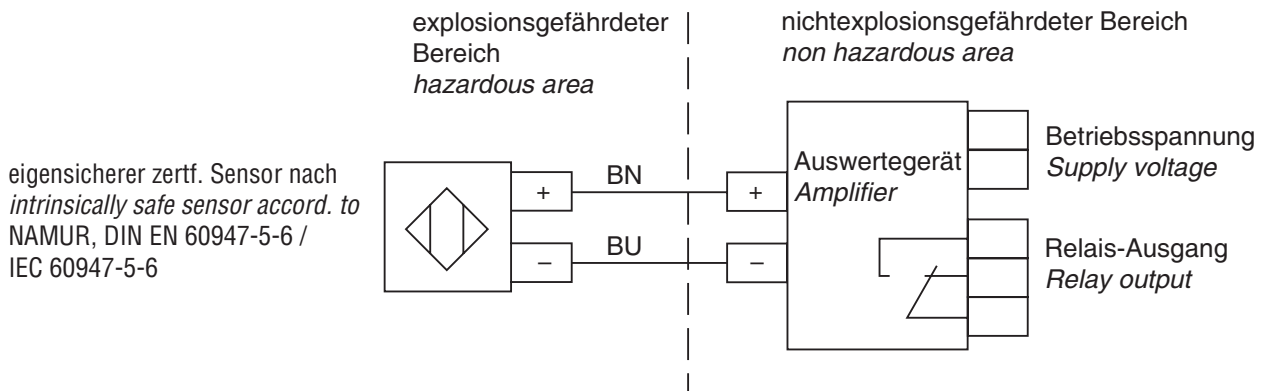 explosionsgefährdeter
Bereich
hazardous area
nichtexplosionsgefährdeter Bereich
non hazardous area
eigensicherer zertf. Sensor nach
intrinsically safe sensor accord. to
NAMUR, DIN EN 60947-5-6 /
IEC 60947-5-6
+
BN
+
–
BU
–
Auswertegerät
Amplifier
Betriebsspannung
Supply voltage
Relais-Ausgang
Relay output